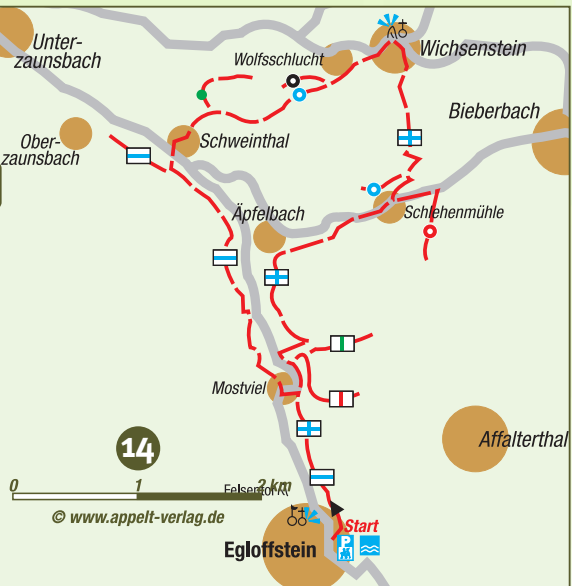 Unter-
zaunsbach
Wolfsschlucht
Wichsenstein
Bieberbach
Ober-
zaunsbach
Schweinthal
Äpfelbach
Schlehenmühle
Mostviel
14
Affalterthal
0 1 2 km
Felsentor
© www.appelt-verlag.de
Start
Egloffstein
P